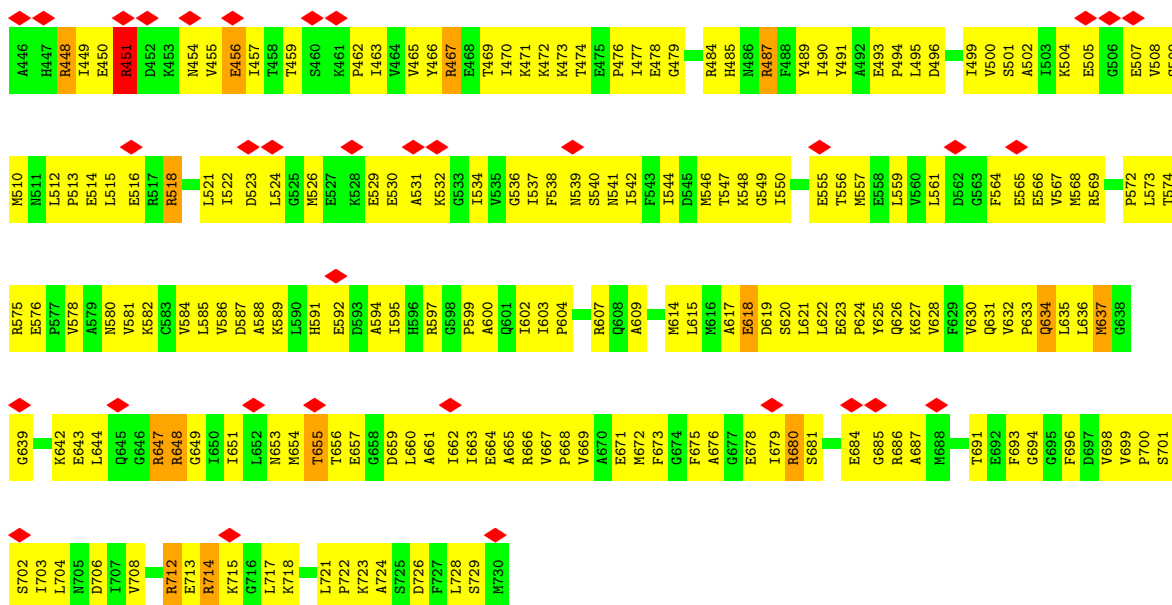 A446 H447 R448 I449 E450 R451 D452 K453 N454 V455 E456 I457 T458 T459 S460 K461 P462 I463 V464 V465 Y466 R467 E468 T469 I470 K471 K472 K473 T474 E475 P476 I477 E478 G479 R484 H485 N486 R487 F488 Y489 I490 Y491 A492 E493 P494 L495 D496 I499 V500 S501 A502 I503 K504 E505 G506 E507 V508
M510 N511 L512 P513 E514 L515 E516 R517 R518 L521 I522 D523 L524 G525 M526 E527 K528 E529 E530 A531 K532 G533 I534 V535 G536 I537 F538 N539 S540 N541 I542 F543 I544 D545 M546 T547 K548 G549 I550 E555 T556 M557 E558 L559 V560 L561 D562 G563 F564 E565 E566 V567 M568 R569 P572 L573 T574
R575 E576 P577 V578 A579 N580 V581 K582 C583 V584 L585 V586 D587 A588 K589 L590 H591 E592 D593 A594 I595 H596 R597 G598 P599 A600 Q601 I602 I603 P604 R607 Q608 A609 M614 L615 M616 A617 E618 D619 S620 L621 L622 E623 P624 Y625 Q626 K627 V628 F629 V630 Q631 V632 P633 Q634 L635 L636 M637 G638
G639 K642 E643 L644 Q645 G646 R647 R648 G649 I650 I651 L652 N653 M654 T655 T656 E657 G658 D659 L660 A661 I662 I663 E664 A665 R666 V667 P668 V669 A670 E671 M672 F673 G674 F675 A676 G677 E678 I679 R680 S681 E684 G685 R686 A687 M688 T691 E692 F693 G694 G695 F696 D697 V698 V699 P700 S701
S702 I703 L704 N705 D706 I707 V708 R712 E713 R714 K715 G716 L717 K718 L721 P722 K723 A724 S725 D726 F727 L728 S729 M730